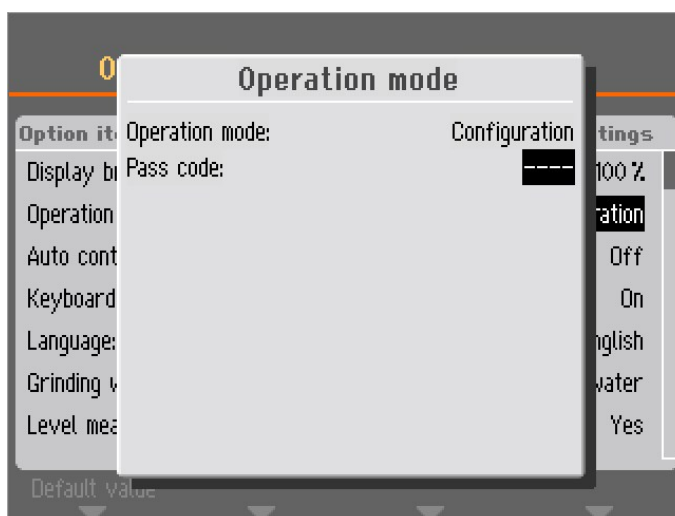 Operation mode
Option it tings
Operation mode: Configuration
Pass code: ----
Display b 100 %
Operation ration
Auto cont Off
Keyboard On
Language: nglish
Grinding w water
Level mea Yes
Default value